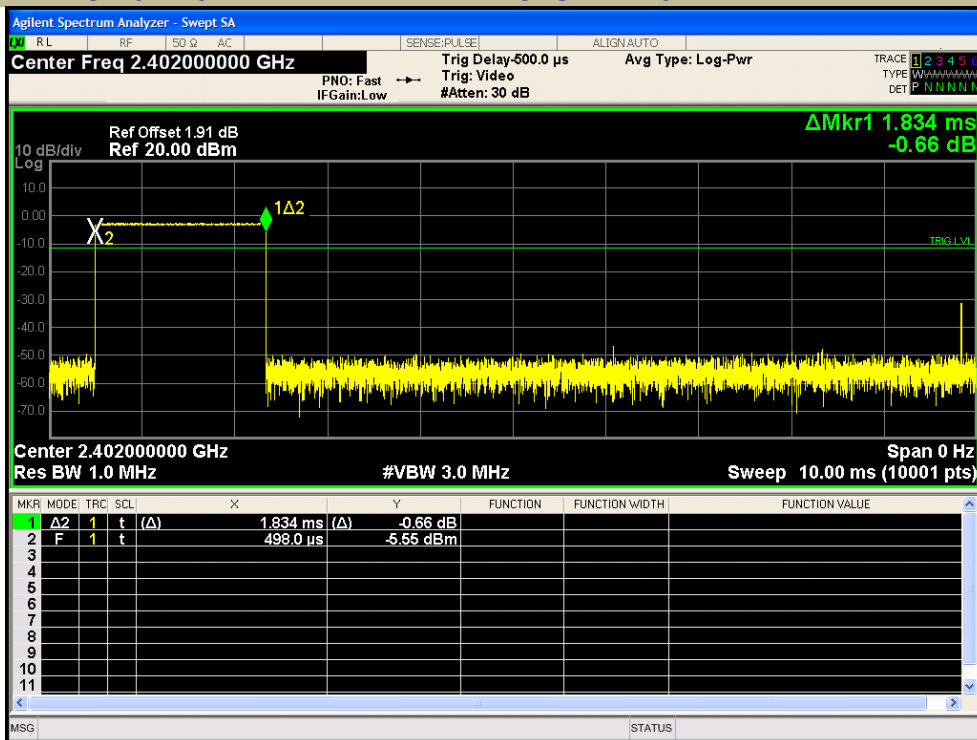 Agilent Spectrum Analyzer - Swept SA
LXI RL RF 50 Ω AC SENSE:PULSE ALIGN AUTO
Center Freq 2.402000000 GHz
PNO: Fast
IFGain:Low
Trig Delay-500.0 µs
Trig: Video
#Atten: 30 dB
Avg Type: Log-Pwr
TRACE 1 2 3 4 5 6
TYPE W
DET P N N N N N
ΔMkr1 1.834 ms
-0.66 dB
Ref Offset 1.91 dB
10 dB/div Ref 20.00 dBm
Log
10.0
0.00
-10.0
-20.0
-30.0
-40.0
-50.0
-60.0
-70.0
1Δ2
2
TRIG LVL
Center 2.402000000 GHz Span 0 Hz
Res BW 1.0 MHz #VBW 3.0 MHz Sweep 10.00 ms (10001 pts)
MKR MODE TRC SCL X Y FUNCTION FUNCTION WIDTH FUNCTION VALUE
1 Δ2 1 t (Δ) 1.834 ms (Δ) -0.66 dB
2 F 1 t 498.0 µs -5.55 dBm
3
4
5
6
7
8
9
10
11
MSG STATUS